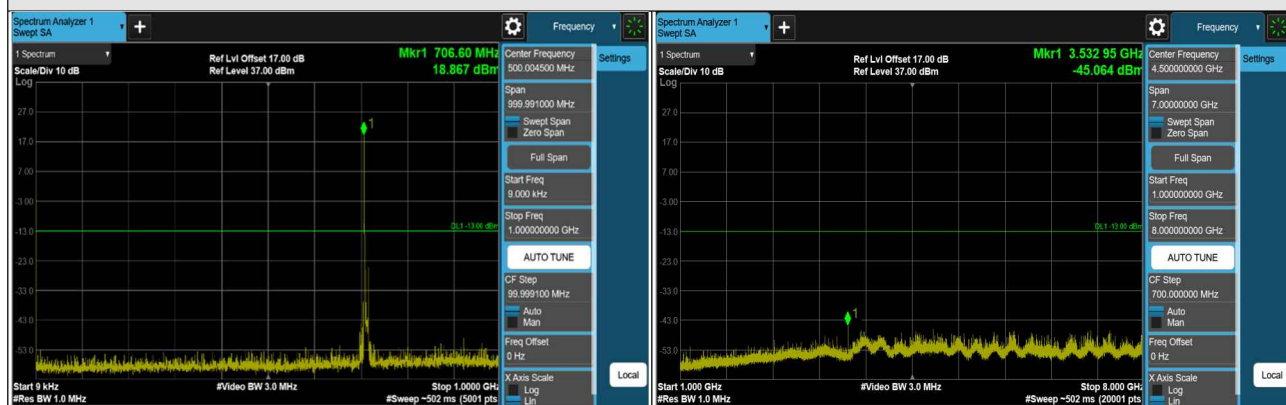 Spectrum Analyzer 1
Swept SA
+
Frequency
1 Spectrum
Scale/Div 10 dB
Log
Ref Lvl Offset 17.00 dB
Ref Level 37.00 dBm
Mkr1 706.60 MHz
18.867 dBm
27.0
17.0
7.00
-3.00
-13.0
-23.0
-33.0
-43.0
-53.0
1
DL1 -13.00 dBm
Start 9 kHz
#Res BW 1.0 MHz
#Video BW 3.0 MHz
Stop 1.0000 GHz
#Sweep ~502 ms (5001 pts)
Center Frequency
500.004500 MHz
Span
999.991000 MHz
Swept Span
Zero Span
Full Span
Start Freq
9.000 kHz
Stop Freq
1.000000000 GHz
AUTO TUNE
CF Step
99.999100 MHz
Auto
Man
Freq Offset
0 Hz
X Axis Scale
Log
Lin
Settings
Local
Spectrum Analyzer 1
Swept SA
+
Frequency
1 Spectrum
Scale/Div 10 dB
Log
Ref Lvl Offset 17.00 dB
Ref Level 37.00 dBm
Mkr1 3.532 95 GHz
-45.064 dBm
27.0
17.0
7.00
-3.00
-13.0
-23.0
-33.0
-43.0
-53.0
1
DL1 -13.00 dBm
Start 1.000 GHz
#Res BW 1.0 MHz
#Video BW 3.0 MHz
Stop 8.000 GHz
#Sweep ~502 ms (20001 pts)
Center Frequency
4.500000000 GHz
Span
7.00000000 GHz
Swept Span
Zero Span
Full Span
Start Freq
1.000000000 GHz
Stop Freq
8.000000000 GHz
AUTO TUNE
CF Step
700.000000 MHz
Auto
Man
Freq Offset
0 Hz
X Axis Scale
Log
Lin
Settings
Local